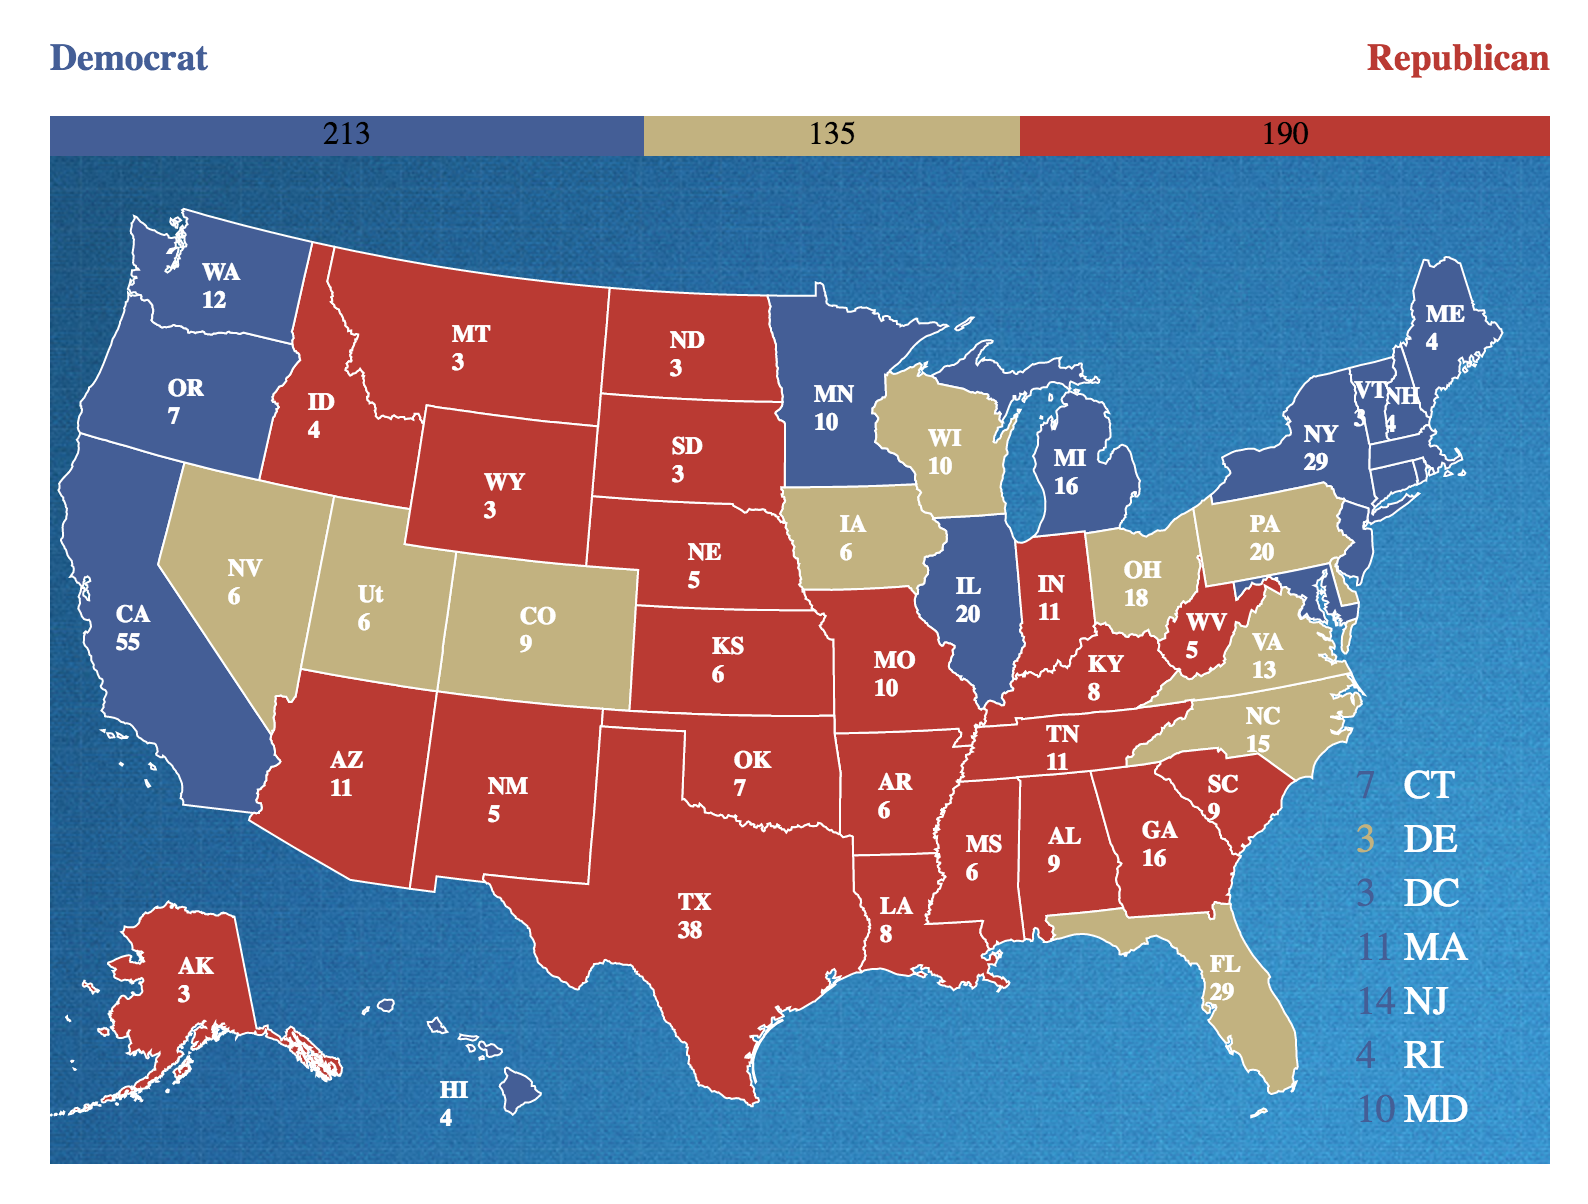 Democrat
Republican
213
135
190
WA
12
OR
7
CA
55
NV
6
ID
4
MT
3
WY
3
Ut
6
CO
9
AZ
11
NM
5
ND
3
SD
3
NE
5
KS
6
OK
7
TX
38
MN
10
IA
6
MO
10
AR
6
LA
8
WI
10
IL
20
MI
16
IN
11
OH
18
KY
8
TN
11
MS
6
AL
9
GA
16
FL
29
SC
9
NC
15
VA
13
WV
5
PA
20
NY
29
VT
3
NH
4
ME
4
AK
3
HI
4
7 CT
3 DE
3 DC
11 MA
14 NJ
4 RI
10 MD